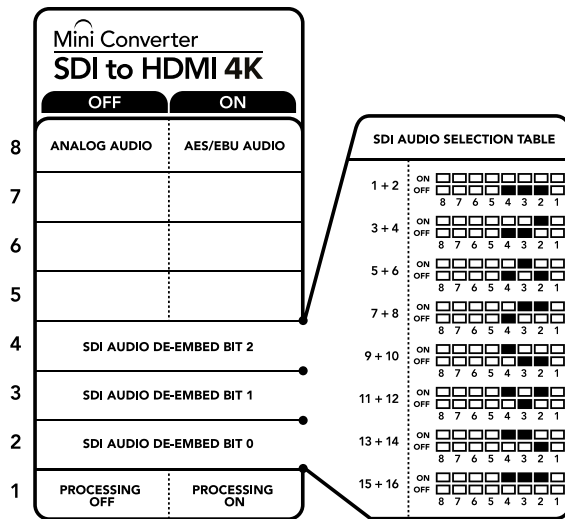 Mini Converter
SDI to HDMI 4K
OFF ON
8 ANALOG AUDIO AES/EBU AUDIO
7
6
5
4 SDI AUDIO DE-EMBED BIT 2
3 SDI AUDIO DE-EMBED BIT 1
2 SDI AUDIO DE-EMBED BIT 0
1 PROCESSING OFF PROCESSING ON
SDI AUDIO SELECTION TABLE
1 + 2 ON
OFF
8 7 6 5 4 3 2 1
3 + 4 ON
OFF
8 7 6 5 4 3 2 1
5 + 6 ON
OFF
8 7 6 5 4 3 2 1
7 + 8 ON
OFF
8 7 6 5 4 3 2 1
9 + 10 ON
OFF
8 7 6 5 4 3 2 1
11 + 12 ON
OFF
8 7 6 5 4 3 2 1
13 + 14 ON
OFF
8 7 6 5 4 3 2 1
15 + 16 ON
OFF
8 7 6 5 4 3 2 1